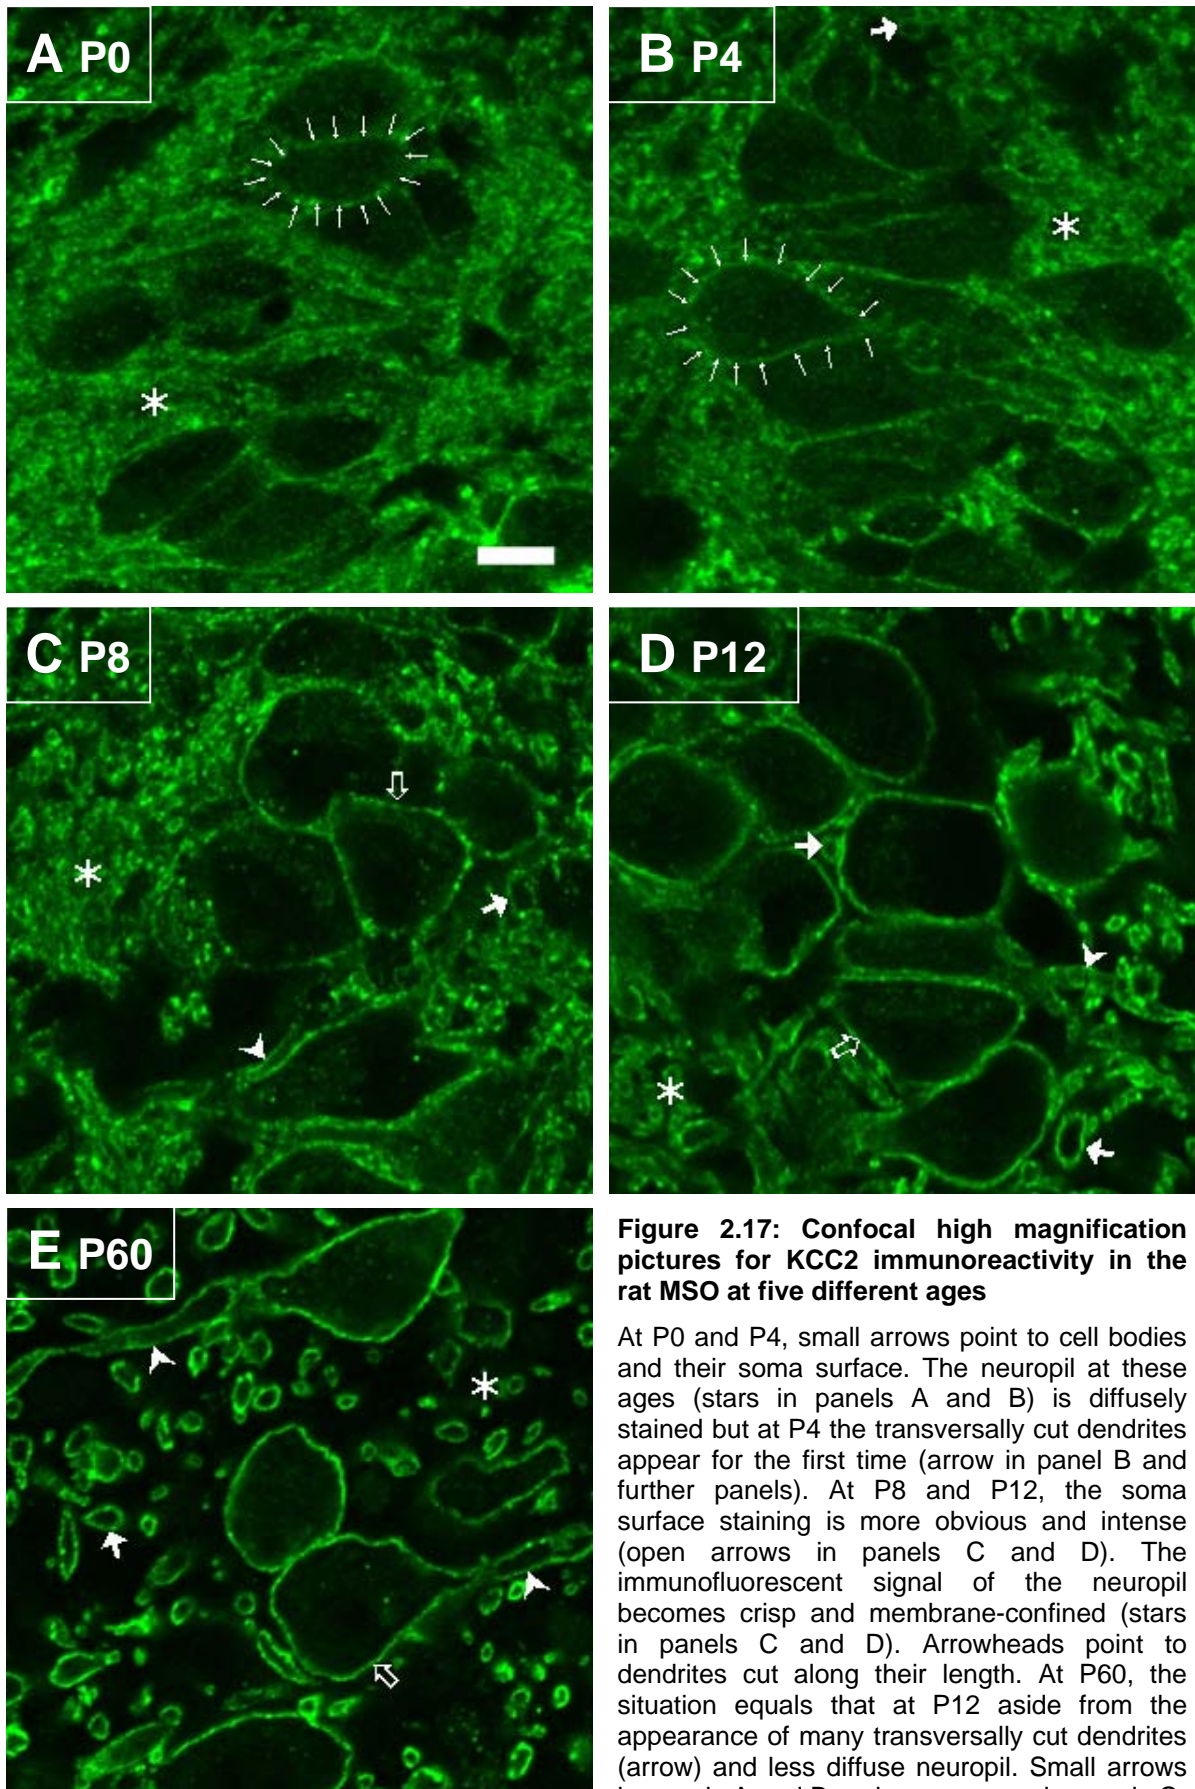 A P0
B P4
C P8
D P12
E P60
Figure 2.17: Confocal high magnification
pictures for KCC2 immunoreactivity in the
rat MSO at five different ages
At P0 and P4, small arrows point to cell bodies
and their soma surface. The neuropil at these
ages (stars in panels A and B) is diffusely
stained but at P4 the transversally cut dendrites
appear for the first time (arrow in panel B and
further panels). At P8 and P12, the soma
surface staining is more obvious and intense
(open arrows in panels C and D). The
immunofluorescent signal of the neuropil
becomes crisp and membrane-confined (stars
in panels C and D). Arrowheads point to
dendrites cut along their length. At P60, the
situation equals that at P12 aside from the
appearance of many transversally cut dendrites
(arrow) and less diffuse neuropil. Small arrows